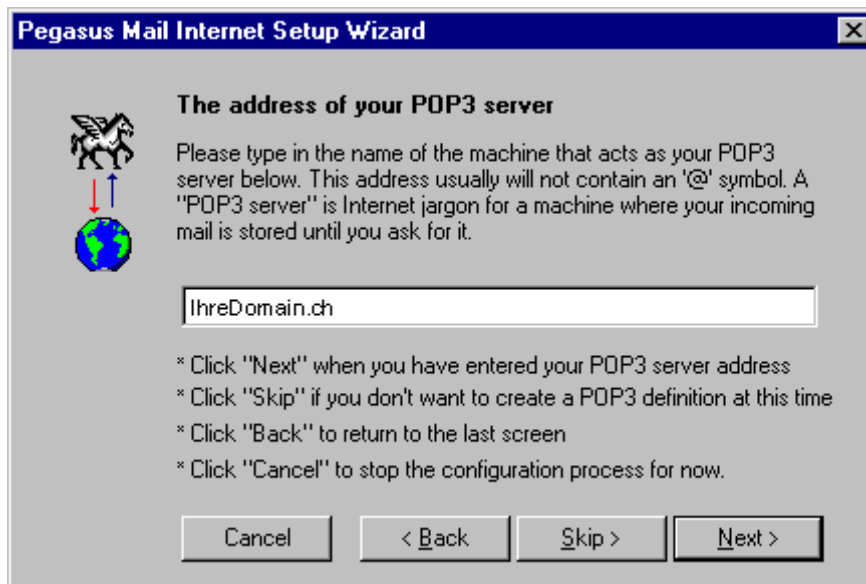 Pegasus Mail Internet Setup Wizard
The address of your POP3 server
Please type in the name of the machine that acts as your POP3
server below. This address usually will not contain an '@' symbol. A
"POP3 server" is Internet jargon for a machine where your incoming
mail is stored until you ask for it.
IhreDomain.ch
* Click "Next" when you have entered your POP3 server address
* Click "Skip" if you don't want to create a POP3 definition at this time
* Click "Back" to return to the last screen
* Click "Cancel" to stop the configuration process for now.
Cancel < Back Skip > Next >